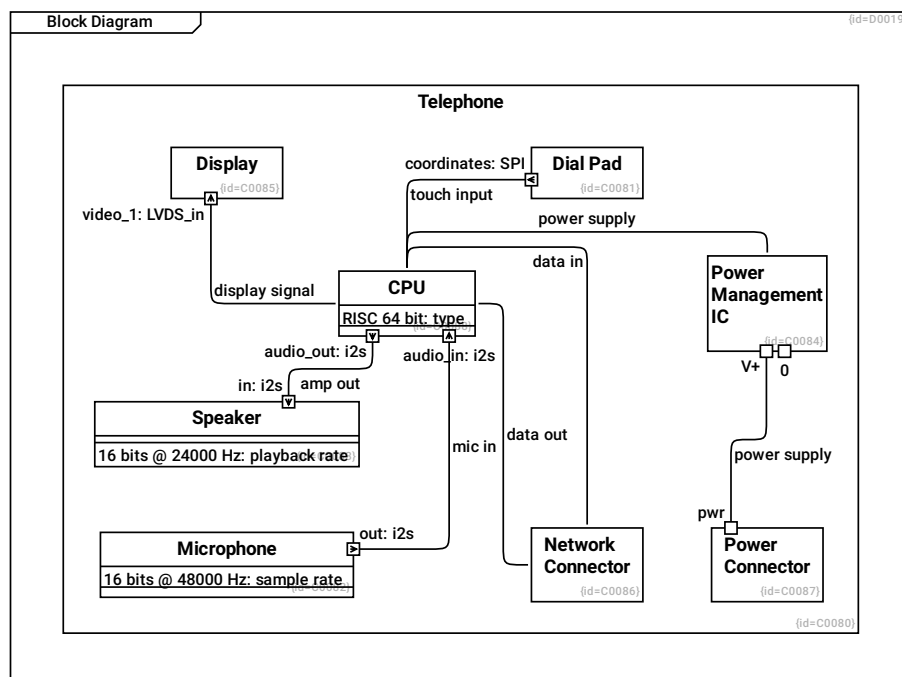 Block Diagram
{id=D0019
Telephone
Display
{id=C0085}
video_1: LVDS_in
coordinates: SPI
Dial Pad
{id=C0081}
touch input
power supply
data in
display signal
CPU
RISC 64 bit: type
audio_out: i2s
audio_in: i2s
Power
Management
IC
{id=C0084}
V+
0
in: i2s
amp out
Speaker
16 bits @ 24000 Hz: playback rate
mic in
data out
power supply
pwr
out: i2s
Microphone
16 bits @ 48000 Hz: sample rate
Network
Connector
{id=C0086}
Power
Connector
{id=C0087}
{id=C0080}